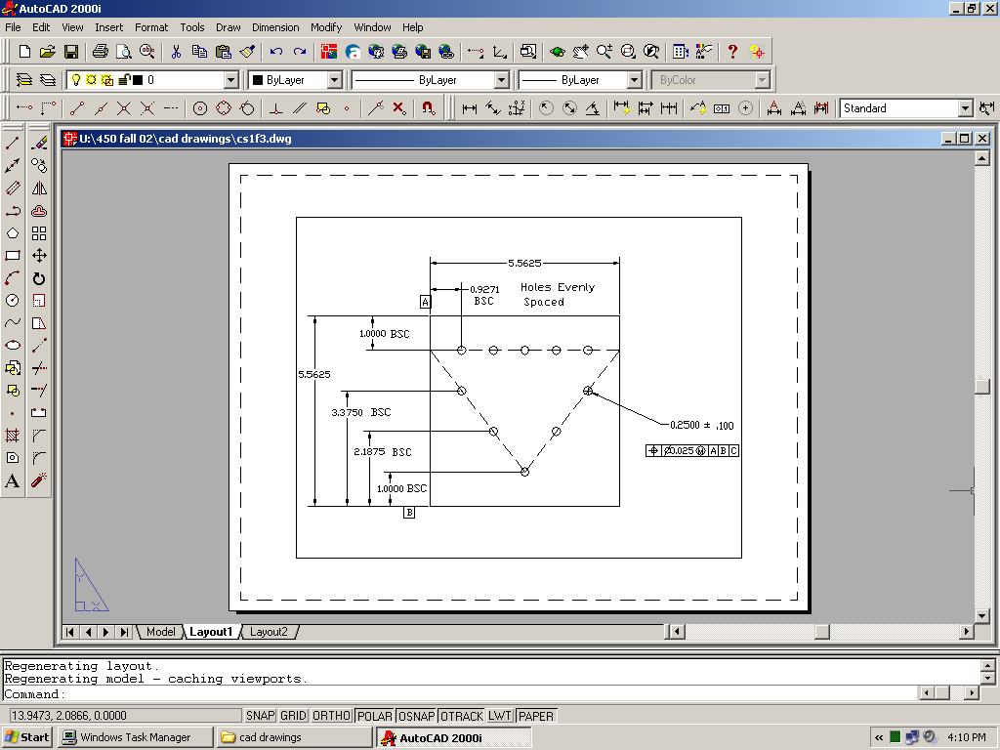 AutoCAD 2000i
File Edit View Insert Format Tools Draw Dimension Modify Window Help
0 ByLayer ByLayer ByLayer ByColor
Standard
U:\450 fall 02\cad drawings\cs1f3.dwg
5.5625
0.9271 Holes Evenly
BSC Spaced
A
1.0000 BSC
5.5625
3.3750 BSC
0.2500 ± .100
2.1875 BSC
⌖ Ø0.025 Ⓜ A B C
1.0000 BSC
B
Y
X
Model Layout1 Layout2
Regenerating layout.
Regenerating model - caching viewports.
Command:
13.9473, 2.0866, 0.0000 SNAP GRID ORTHO POLAR OSNAP OTRACK LWT PAPER
Start Windows Task Manager cad drawings AutoCAD 2000i « 4:10 PM